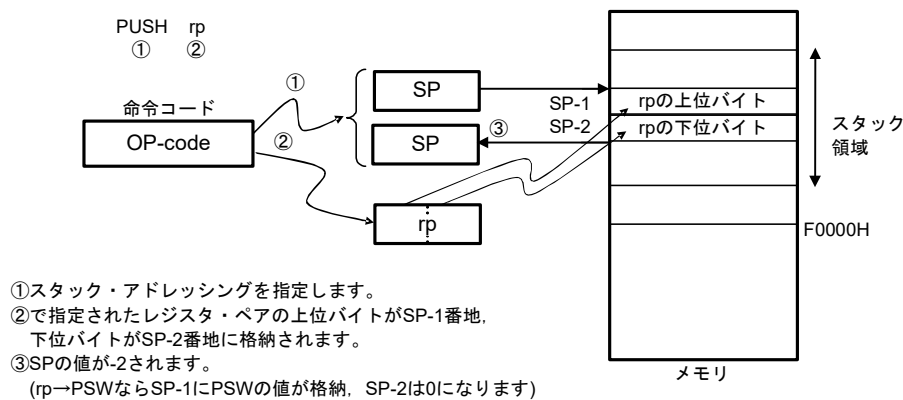 PUSH rp
① ②
命令コード
OP-code
①
②
SP
SP
③
rp
SP-1
SP-2
rpの上位バイト
rpの下位バイト
スタック
領域
F0000H
メモリ
①スタック・アドレッシングを指定します。
②で指定されたレジスタ・ペアの上位バイトがSP-1番地,
下位バイトがSP-2番地に格納されます。
③SPの値が-2されます。
(rp→PSWならSP-1にPSWの値が格納, SP-2は0になります)